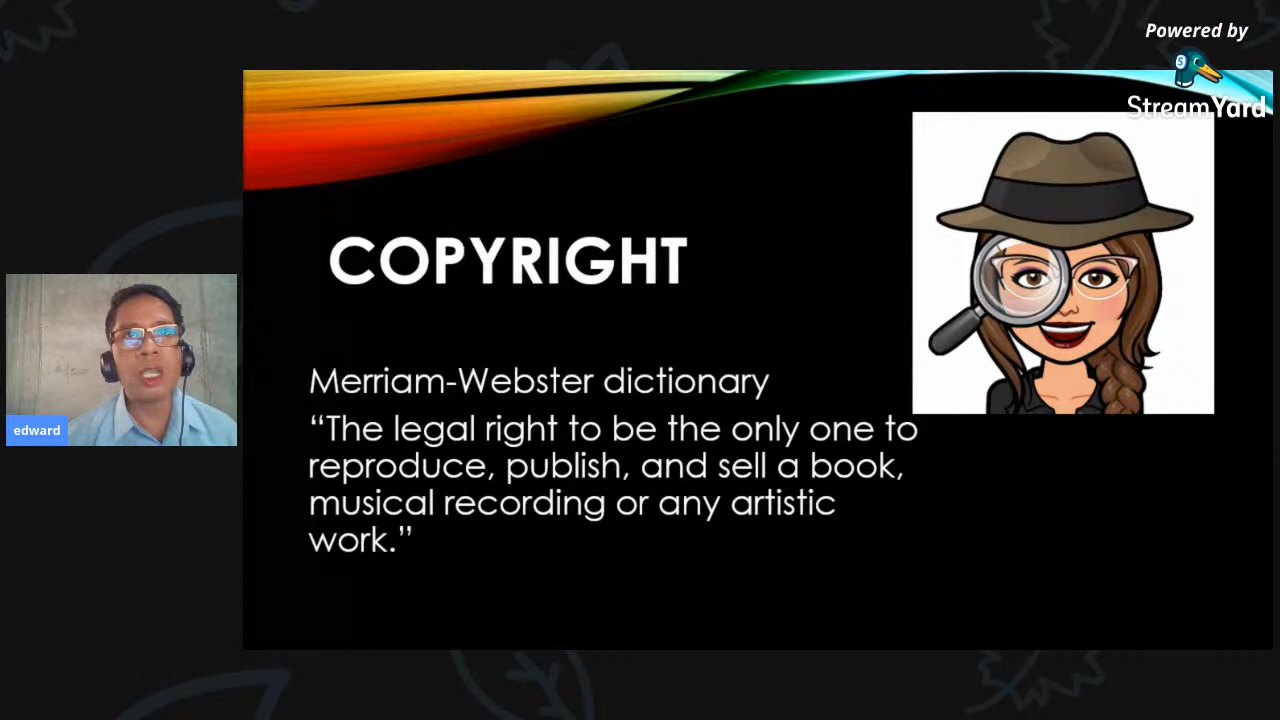 Powered by
S
StreamYard
COPYRIGHT
Merriam-Webster dictionary
“The legal right to be the only one to
reproduce, publish, and sell a book,
musical recording or any artistic
work.”
edward